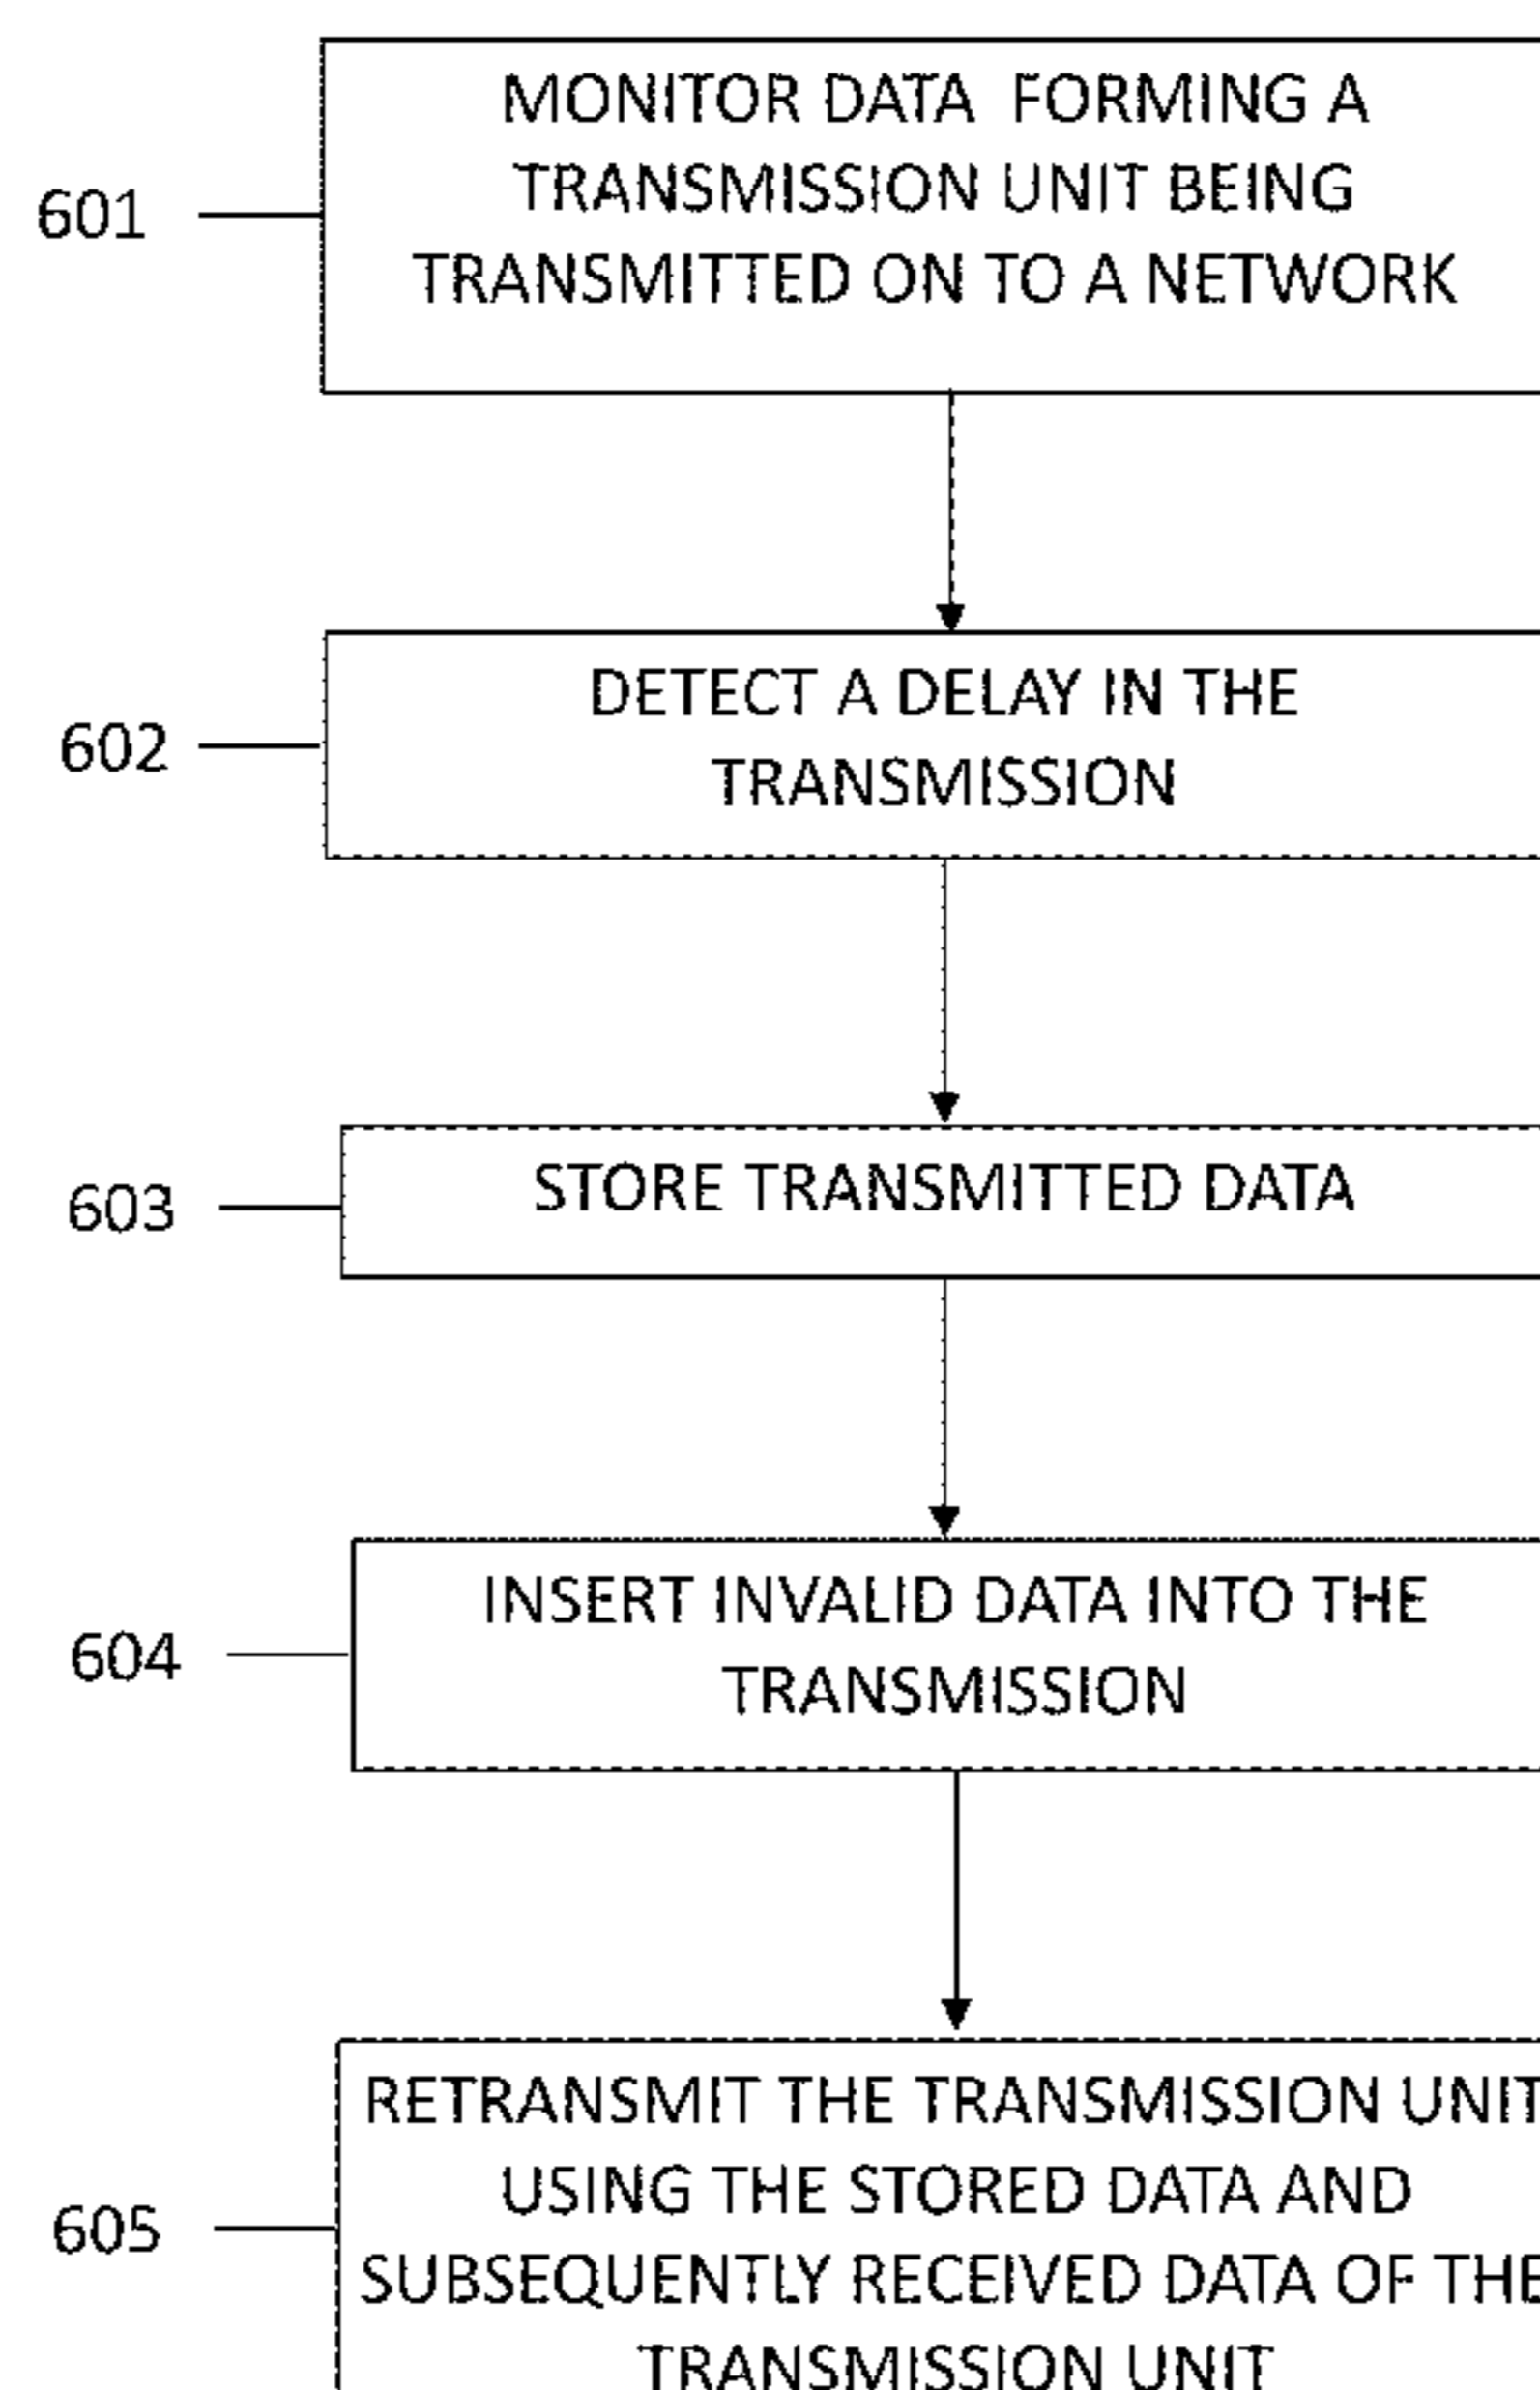 MONITOR DATA FORMING A
TRANSMISSION UNIT BEING
601
TRANSMITTED ON TO A NETWORK
DETECT A DELAY IN THE
602
TRANSMISSION
603
STORE TRANSMITTED DATA
INSERT INVALID DATA INTO THE
604
TRANSMISSION
RETRANSMIT THE TRANSMISSION UNIT
USING THE STORED DATA AND
605
SUBSEQUENTLY RECEIVED DATA OF THE
TRANSMISSION UNIT